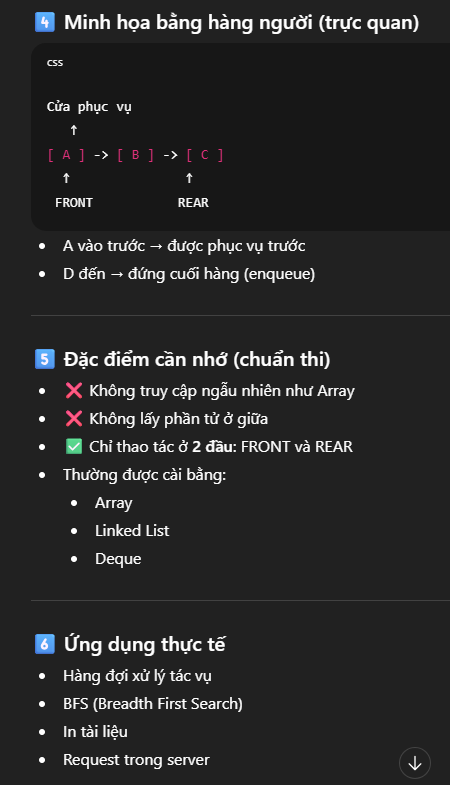 4 Minh họa bằng hàng người (trực quan)
css
Cửa phục vụ
↑
[ A ] -> [ B ] -> [ C ]
↑ ↑
FRONT REAR
• A vào trước → được phục vụ trước
• D đến → đứng cuối hàng (enqueue)
5 Đặc điểm cần nhớ (chuẩn thi)
• ❌ Không truy cập ngẫu nhiên như Array
• ❌ Không lấy phần tử ở giữa
• ✅ Chỉ thao tác ở 2 đầu: FRONT và REAR
• Thường được cài bằng:
• Array
• Linked List
• Deque
6 Ứng dụng thực tế
• Hàng đợi xử lý tác vụ
• BFS (Breadth First Search)
• In tài liệu
• Request trong server